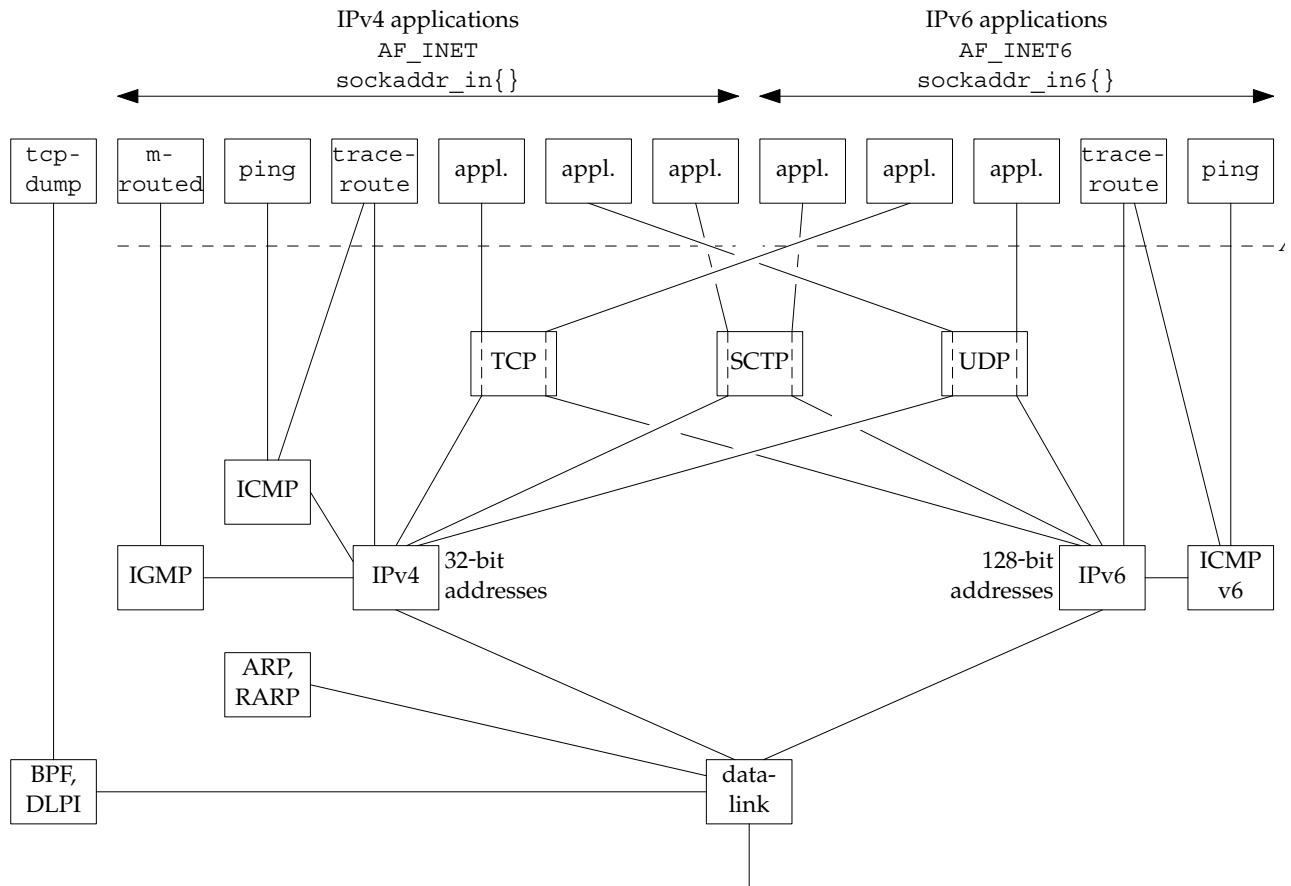 IPv4 applications
AF_INET
sockaddr_in{}
IPv6 applications
AF_INET6
sockaddr_in6{}
tcp-
dump
m-
routed
ping
trace-
route
appl.
appl.
appl.
appl.
appl.
appl.
trace-
route
ping
TCP
SCTP
UDP
ICMP
IGMP
IPv4
32-bit
addresses
128-bit
addresses
IPv6
ICMP
v6
ARP,
RARP
BPF,
DLPI
data-
link